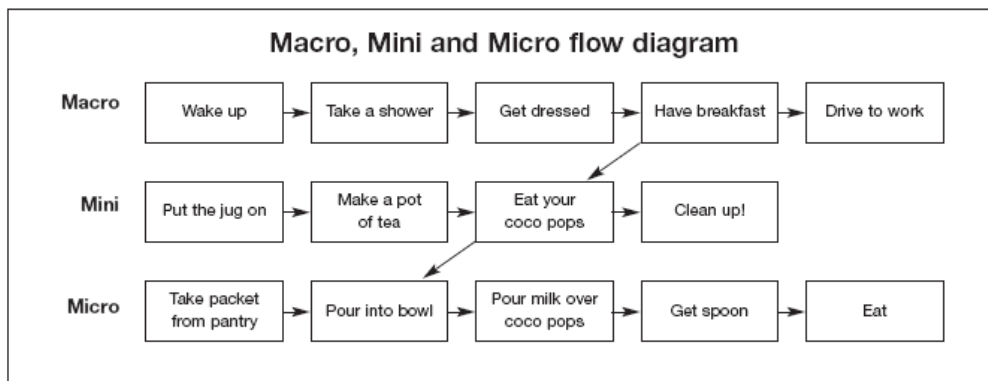 Macro, Mini and Micro flow diagram
Macro
Wake up
Take a shower
Get dressed
Have breakfast
Drive to work
Mini
Put the jug on
Make a pot
of tea
Eat your
coco pops
Clean up!
Micro
Take packet
from pantry
Pour into bowl
Pour milk over
coco pops
Get spoon
Eat